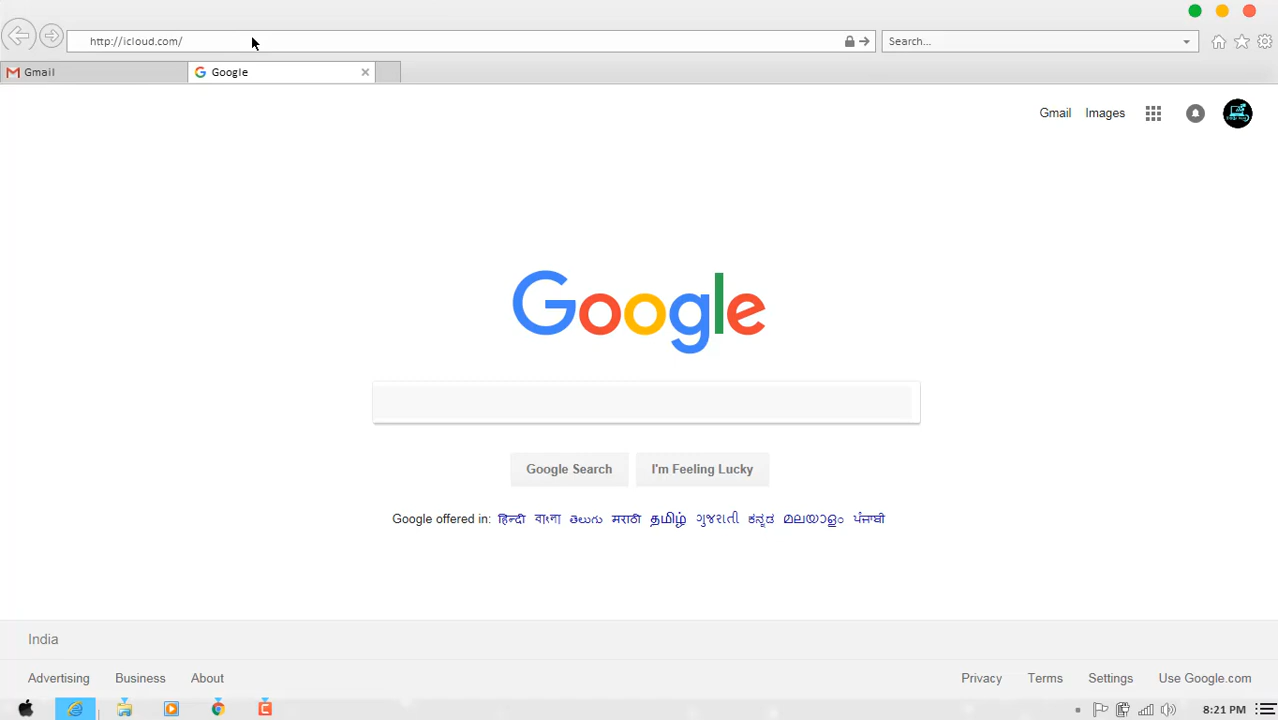 http://icloud.com/
Search...
Gmail
Google
Gmail Images
Google
Google Search I'm Feeling Lucky
Google offered in: हिन्दी বাংলা తెలుగు मराठी தமிழ் ગુજરાતી ಕನ್ನಡ മലയാളം ਪੰਜਾਬੀ
India
Advertising Business About Privacy Terms Settings Use Google.com
8:21 PM